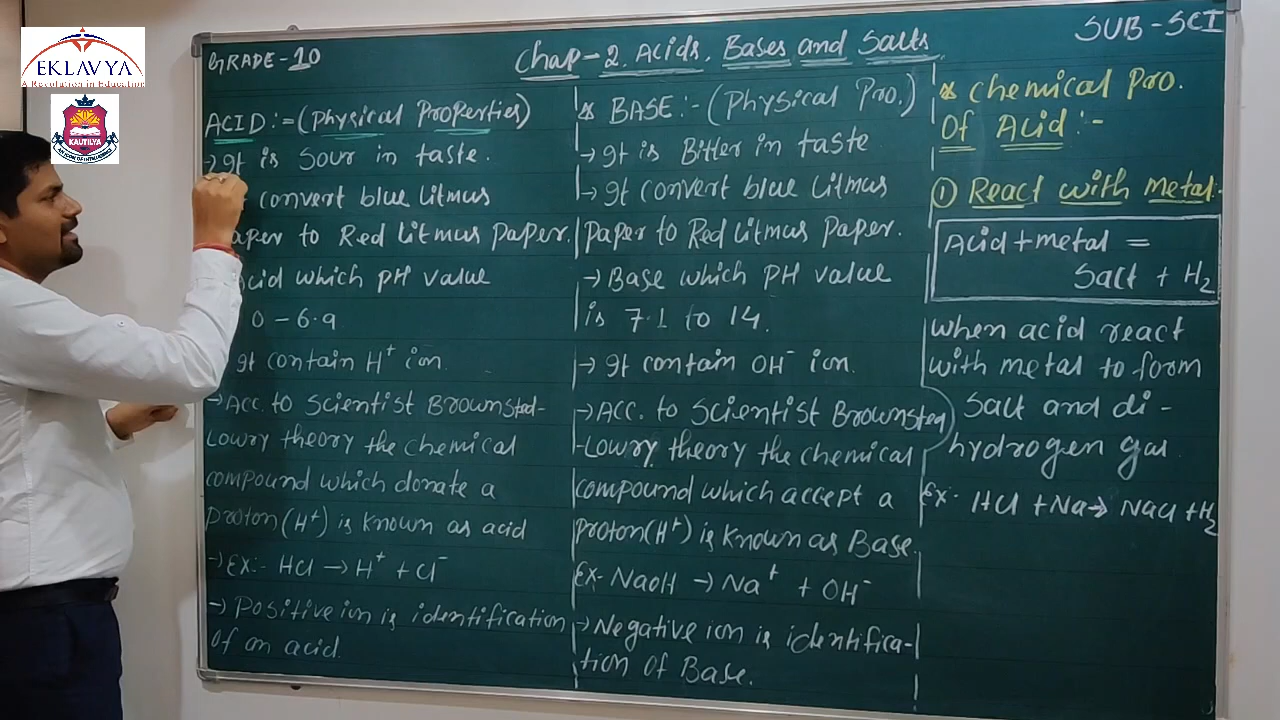 EKLAVYA
A Revolution in Education
KAUTILYA
GRADE-10
Chap-2. Acids, Bases and Salts
SUB-SCI
ACID:=(Physical Properties)
→It is Sour in taste.
convert blue Litmus
Paper to Red Litmus Paper.
Acid which PH value
0 - 6.9
It contain H⁺ ion.
→Acc. to Scientist Brownsted-
Lowry theory the chemical
compound which donate a
Proton(H⁺) is known as acid
→Ex:- HCl → H⁺ + Cl⁻
→ Positive ion is identification
of an acid.
* BASE:-(Physical Pro.)
→It is Bitter in taste
→It convert blue Litmus
Paper to Red Litmus Paper.
→Base which PH value
is 7.1 to 14.
→It contain OH⁻ ion.
→Acc. to Scientist Brownsted
-Lowry theory the chemical
compound which accept a
Proton(H⁺) is known as Base.
Ex- NaOH → Na⁺ + OH⁻
→Negative ion is identifica-
tion of Base.
* Chemical Pro.
Of Acid:-
① React with metal:
Acid+metal =
Salt + H₂
when acid react
with metal to form
Salt and di-
hydrogen gas
Ex- HCl + Na → NaCl + H₂